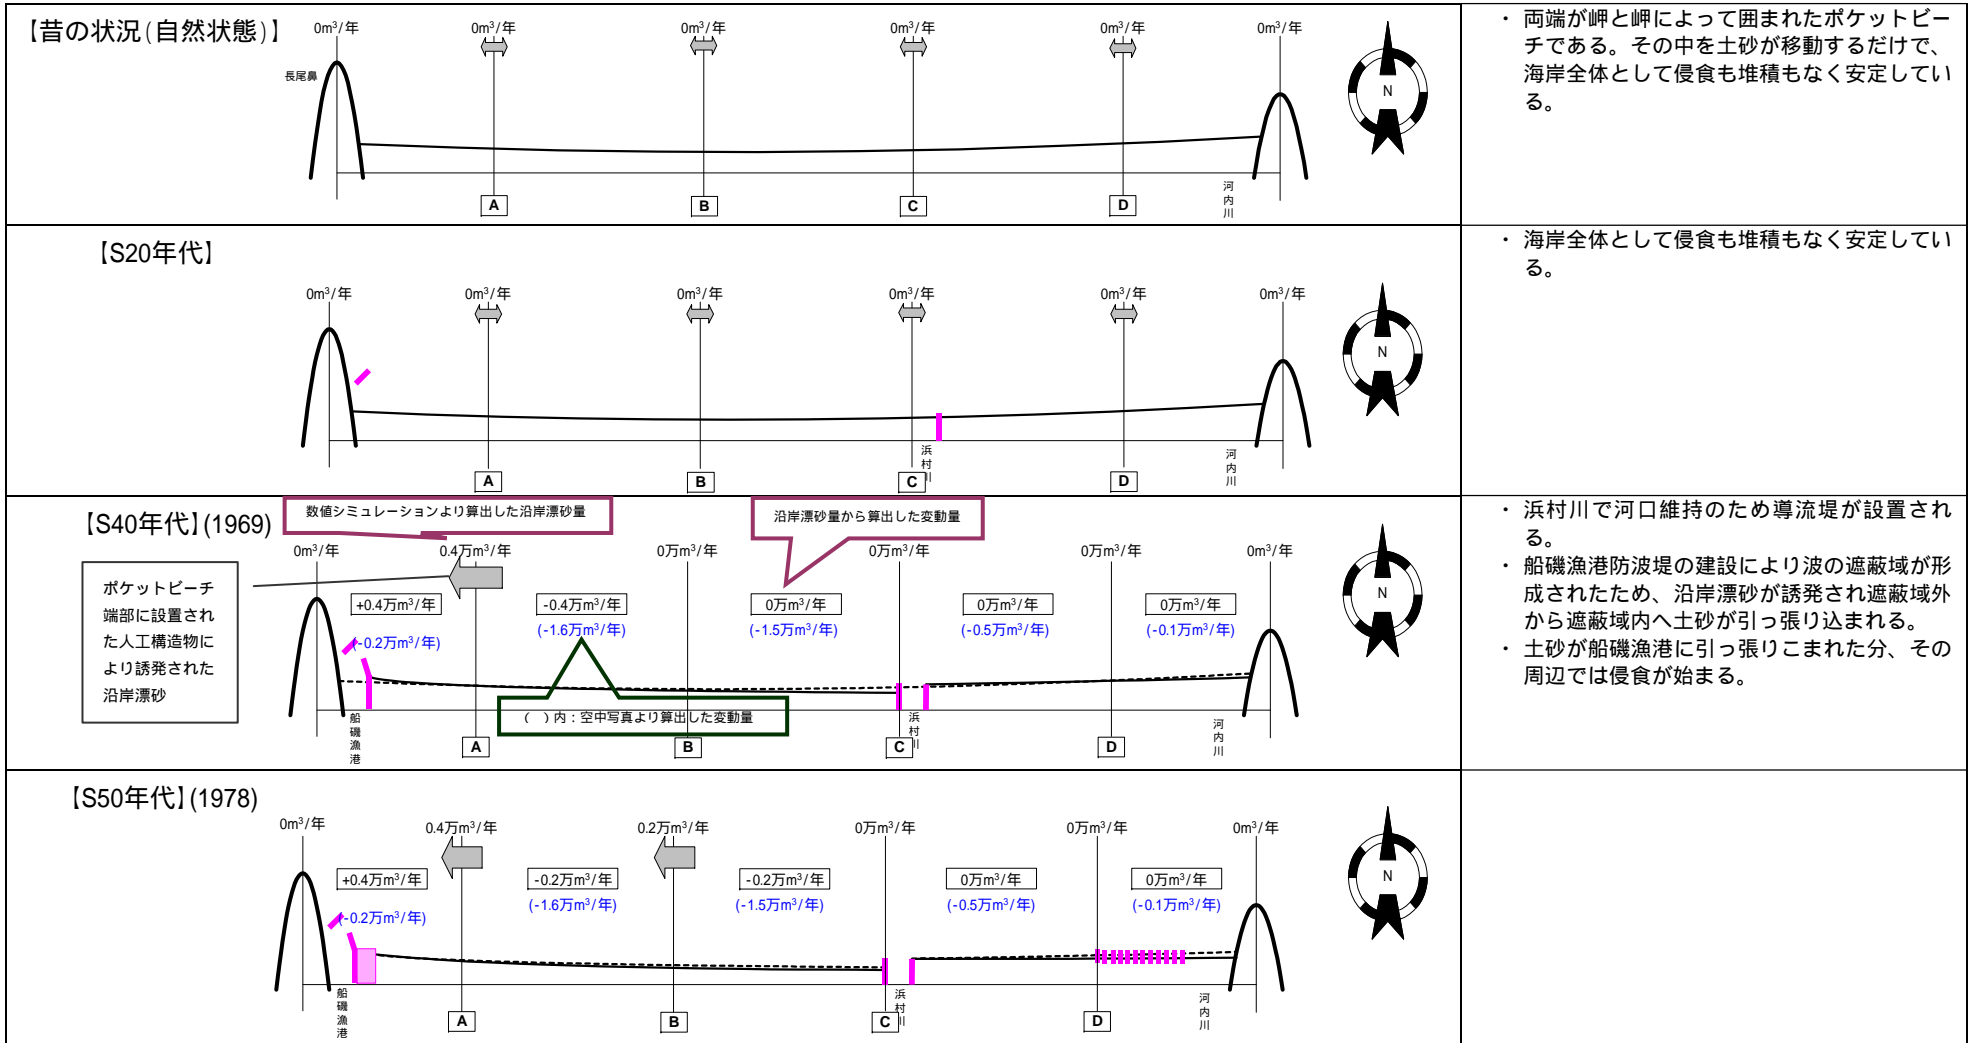 【昔の状況(自然状態)】
0m³/年
0m³/年
0m³/年
0m³/年
0m³/年
0m³/年
長尾鼻
N
A
B
C
D
河内川
・ 両端が岬と岬によって囲まれたポケットビー
チである。その中を土砂が移動するだけで、
海岸全体として侵食も堆積もなく安定してい
る。
【S20年代】
0m³/年
0m³/年
0m³/年
0m³/年
0m³/年
0m³/年
N
浜村川
河内川
A
B
C
D
・ 海岸全体として侵食も堆積もなく安定してい
る。
【S40年代】(1969)
数値シミュレーションより算出した沿岸漂砂量
沿岸漂砂量から算出した変動量
0m³/年
0.4万m³/年
0万m³/年
0万m³/年
0万m³/年
0m³/年
ポケットビーチ
端部に設置され
た人工構造物に
より誘発された
沿岸漂砂
+0.4万m³/年
-0.4万m³/年
0万m³/年
0万m³/年
0万m³/年
(-0.2万m³/年)
(-1.6万m³/年)
(-1.5万m³/年)
(-0.5万m³/年)
(-0.1万m³/年)
N
( )内:空中写真より算出した変動量
船磯漁港
浜村川
河内川
A
B
C
D
・ 浜村川で河口維持のため導流堤が設置され
る。
・ 船磯漁港防波堤の建設により波の遮蔽域が形
成されたため、沿岸漂砂が誘発され遮蔽域外
から遮蔽域内へ土砂が引っ張り込まれる。
・ 土砂が船磯漁港に引っ張りこまれた分、その
周辺では侵食が始まる。
【S50年代】(1978)
0m³/年
0.4万m³/年
0.2万m³/年
0万m³/年
0万m³/年
0m³/年
+0.4万m³/年
-0.2万m³/年
-0.2万m³/年
0万m³/年
0万m³/年
(-0.2万m³/年)
(-1.6万m³/年)
(-1.5万m³/年)
(-0.5万m³/年)
(-0.1万m³/年)
N
船磯漁港
浜村川
河内川
A
B
C
D